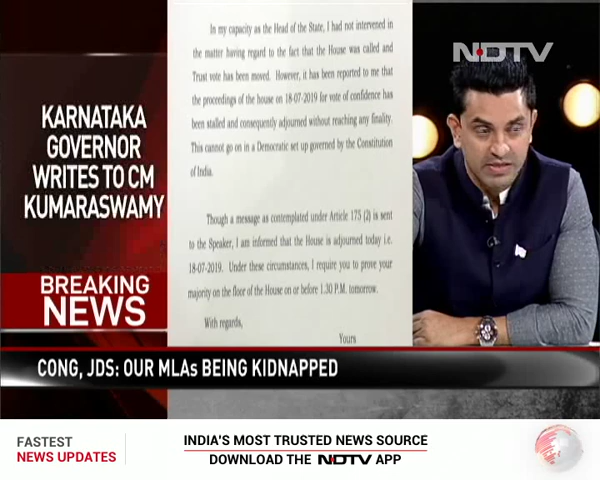 NDTV
KARNATAKA
GOVERNOR
WRITES TO CM
KUMARASWAMY
BREAKING
NEWS
In my capacity as the Head of the State, I had not intervened in
the matter having regard to the fact that the House was called and
Trust vote has been moved. However, it has been reported to me that
the proceedings of the house on 18-07-2019 for vote of confidence has
been stalled and consequently adjourned without reaching any finality.
This cannot go on in a Democratic set up governed by the Constitution
of India.
Though a message as contemplated under Article 175 (2) is sent
to the Speaker, I am informed that the House is adjourned today i.e.
18-07-2019. Under these circumstances, I require you to prove your
majority on the floor of the House on or before 1.30 P.M. tomorrow.
With regards,
Yours
CONG, JDS: OUR MLAs BEING KIDNAPPED
FASTEST
NEWS UPDATES
INDIA'S MOST TRUSTED NEWS SOURCE
DOWNLOAD THE NDTV APP